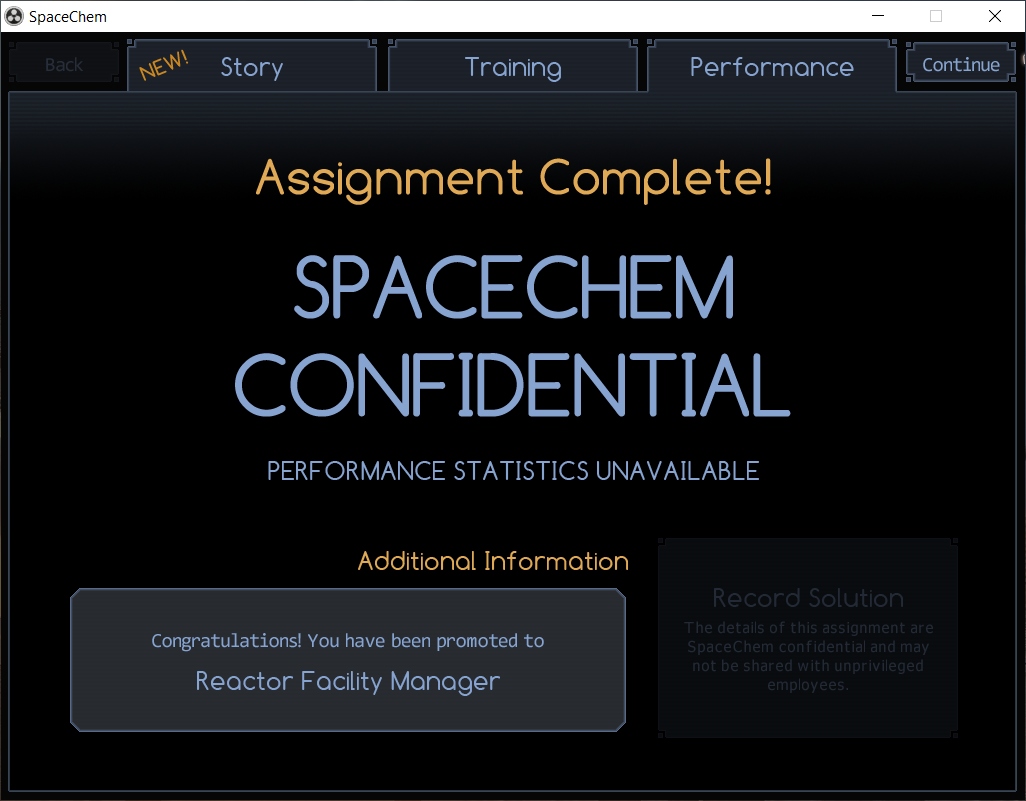 SpaceChem
Back
NEW!
Story
Training
Performance
Continue
Assignment Complete!
SPACECHEM
CONFIDENTIAL
PERFORMANCE STATISTICS UNAVAILABLE
Additional Information
Congratulations! You have been promoted to
Reactor Facility Manager
Record Solution
The details of this assignment are
SpaceChem confidential and may
not be shared with unprivileged
employees.